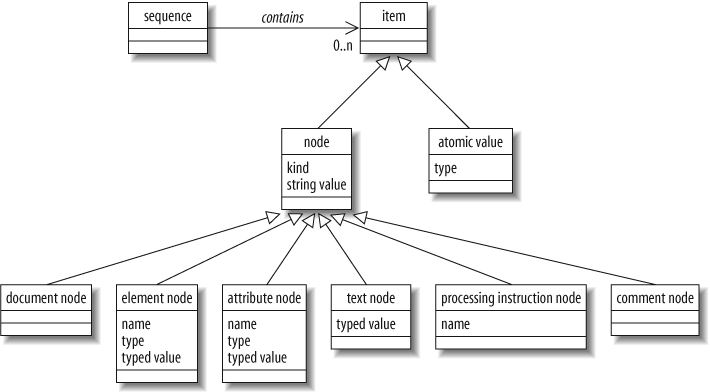 sequence
contains
item
0..n
node
kind
string value
atomic value
type
document node
element node
name
type
typed value
attribute node
name
type
typed value
text node
typed value
processing instruction node
name
comment node